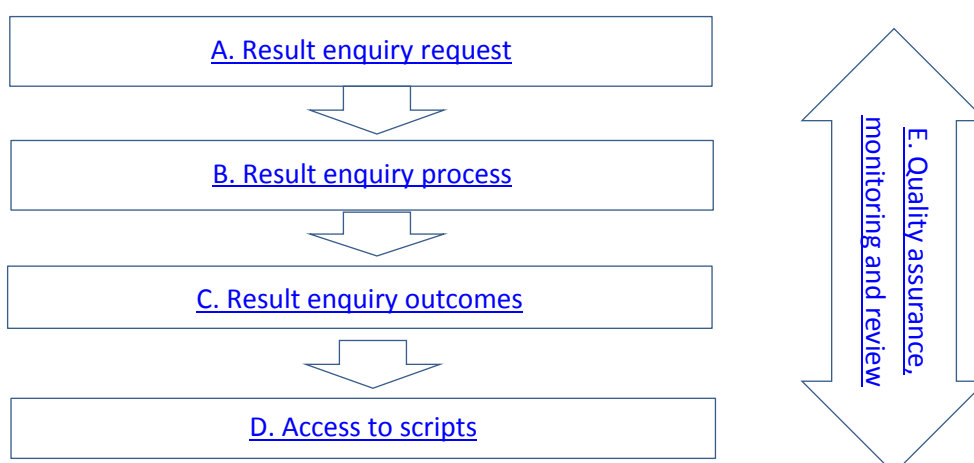 A. Result enquiry request
B. Result enquiry process
C. Result enquiry outcomes
D. Access to scripts
E. Quality assurance,
monitoring and review